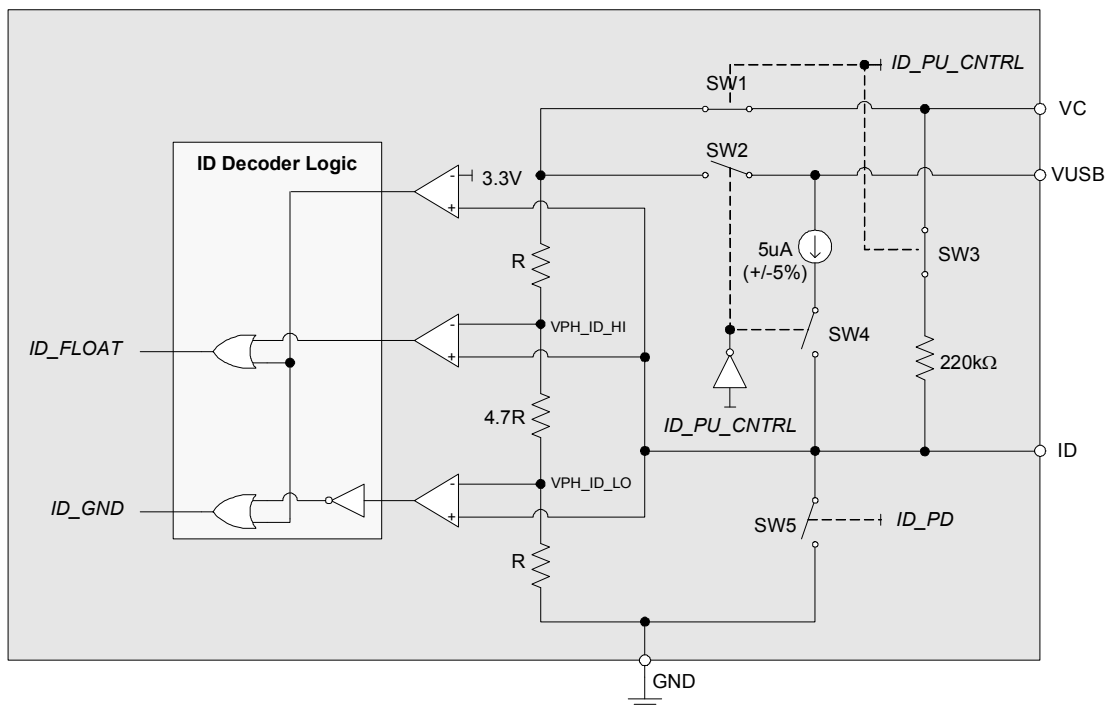 ID_PU_CNTRL
SW1
VC
ID Decoder Logic
SW2
- 3.3V
VUSB
+
R
5uA
(+/-5%)
SW3
- VPH_ID_HI
SW4
ID_FLOAT
+
220kΩ
4.7R
ID_PU_CNTRL
ID
- VPH_ID_LO
ID_GND
+
SW5
ID_PD
R
GND